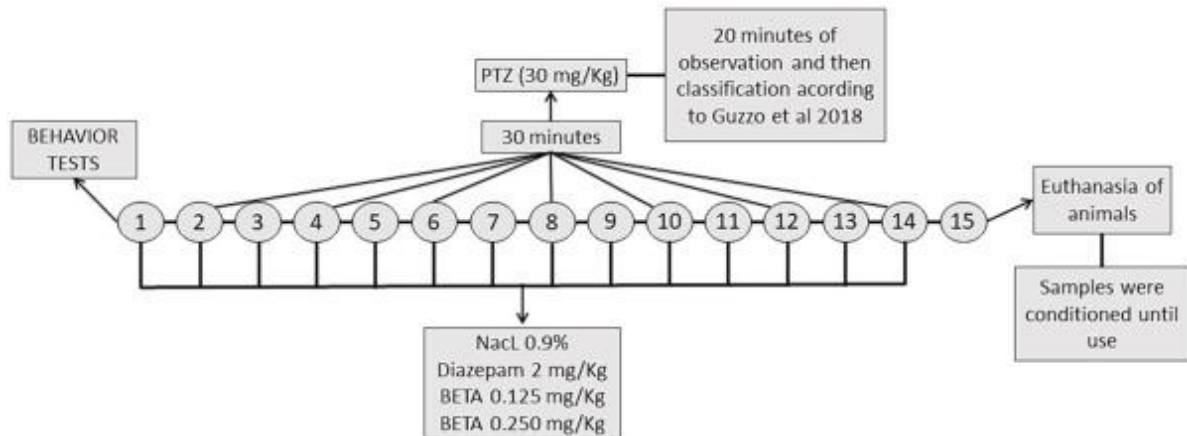 20 minutes of
observation and then
classification acording
to Guzzo et al 2018
PTZ (30 mg/Kg)
30 minutes
BEHAVIOR
TESTS
1 2 3 4 5 6 7 8 9 10 11 12 13 14 15
Euthanasia of
animals
Samples were
conditioned until
use
NacL 0.9%
Diazepam 2 mg/Kg
BETA 0.125 mg/Kg
BETA 0.250 mg/Kg